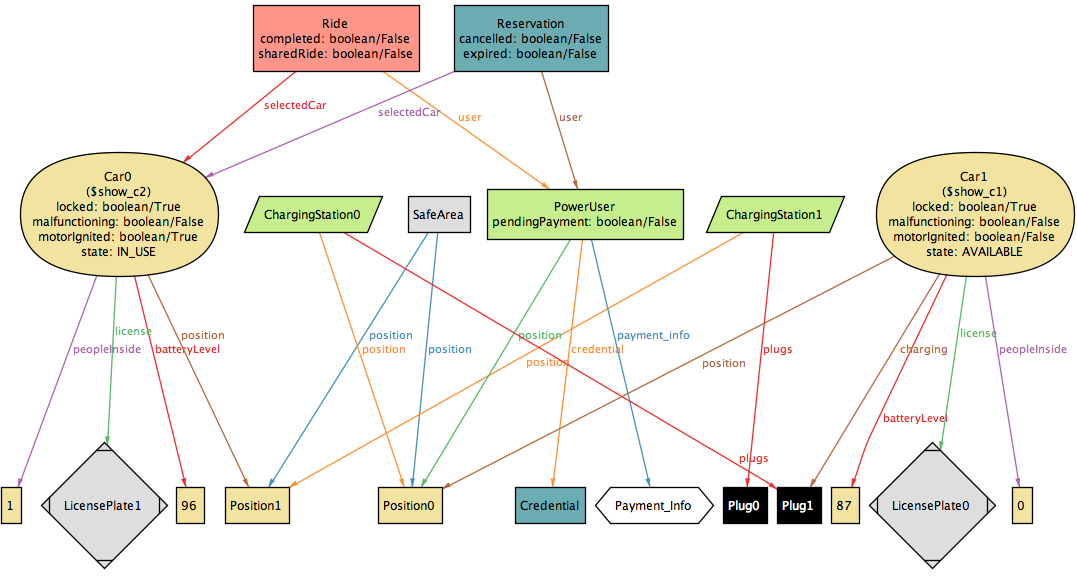 Ride
completed: boolean/False
sharedRide: boolean/False
Reservation
cancelled: boolean/False
expired: boolean/False
selectedCar
selectedCar
user
user
Car0
($show_c2)
locked: boolean/True
malfunctioning: boolean/False
motorIgnited: boolean/True
state: IN_USE
ChargingStation0
SafeArea
PowerUser
pendingPayment: boolean/False
ChargingStation1
Car1
($show_c1)
locked: boolean/True
malfunctioning: boolean/False
motorIgnited: boolean/False
state: AVAILABLE
peopleInside
license
batteryLevel
position
position
position
position
position
credential
position
payment_info
plugs
position
charging
license
peopleInside
batteryLevel
plugs
1
LicensePlate1
96
Position1
Position0
Credential
Payment_Info
Plug0
Plug1
87
LicensePlate0
0